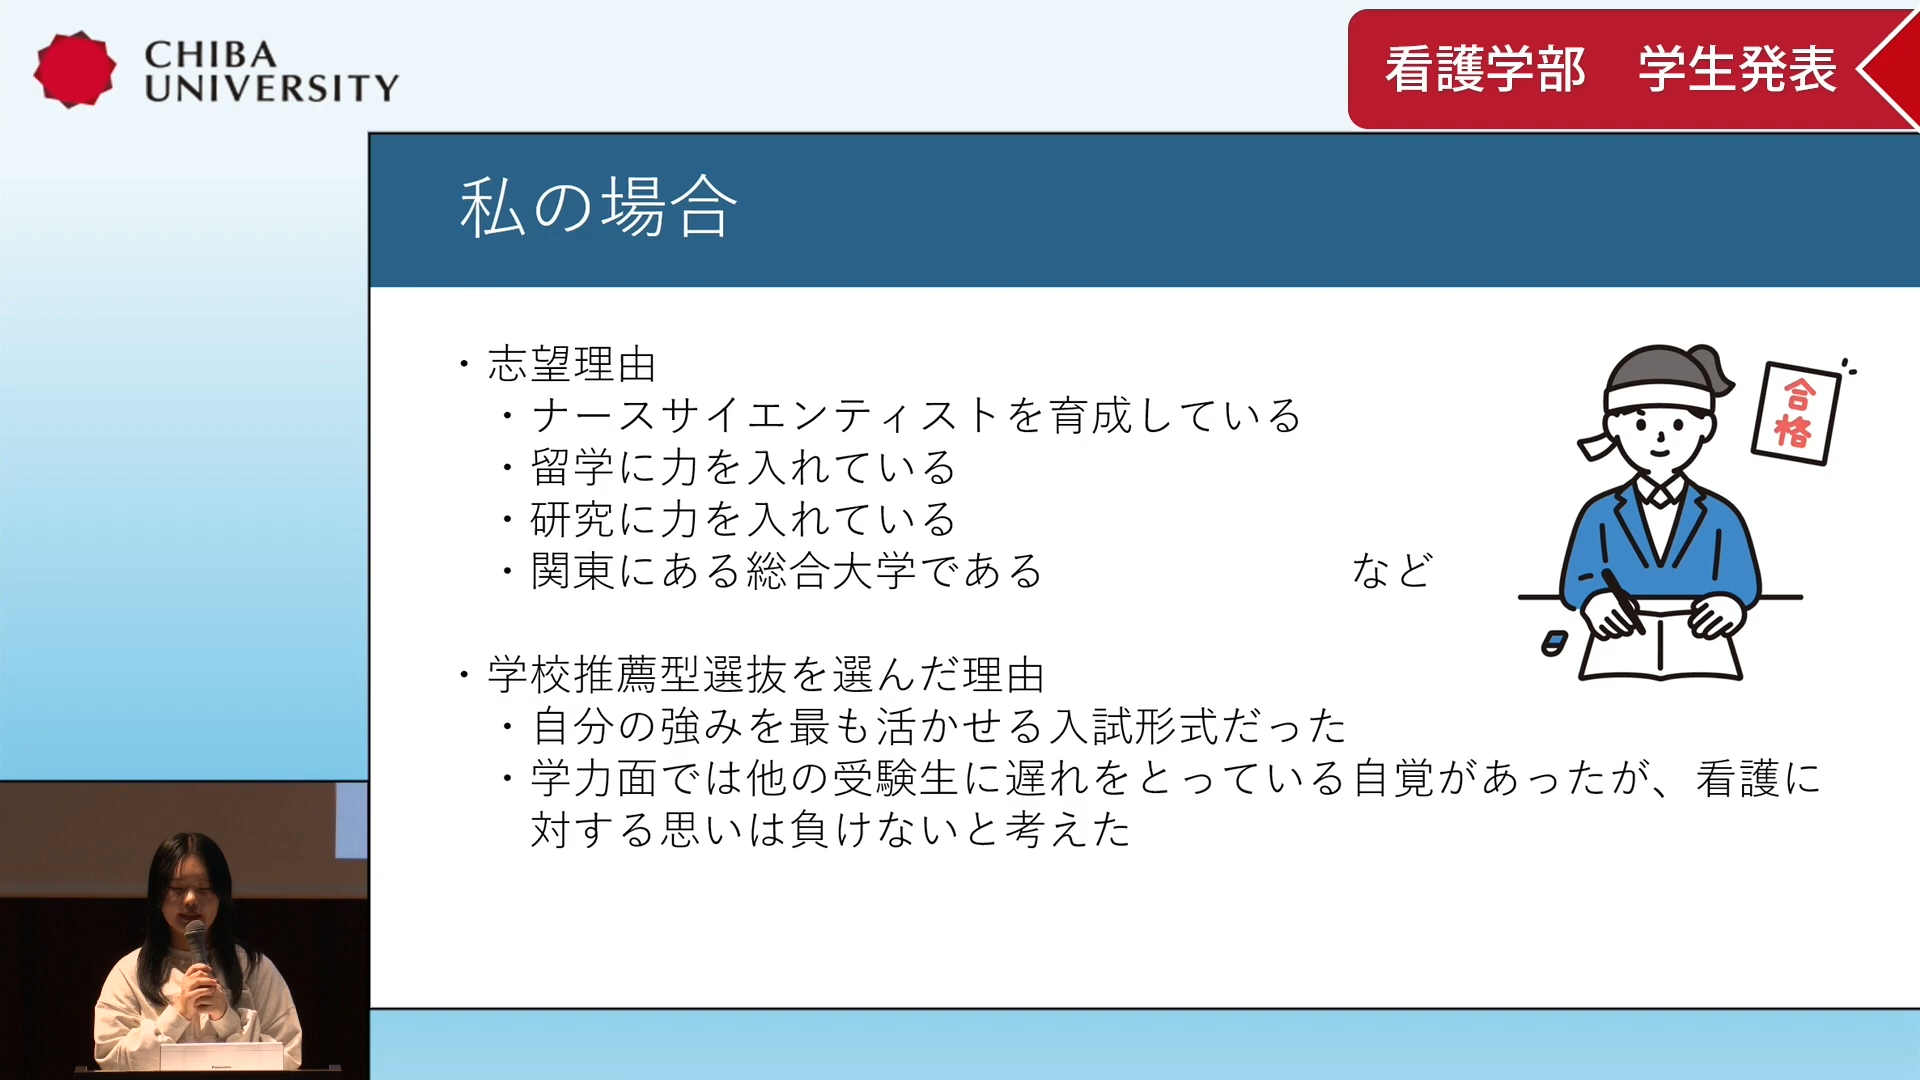 CHIBA
UNIVERSITY
看護学部　学生発表
私の場合
・志望理由
・ナースサイエンティストを育成している
・留学に力を入れている
・研究に力を入れている
・関東にある総合大学である　など
合
格
・学校推薦型選抜を選んだ理由
・自分の強みを最も活かせる入試形式だった
・学力面では他の受験生に遅れをとっている自覚があったが、看護に
対する思いは負けないと考えた
Panasonic